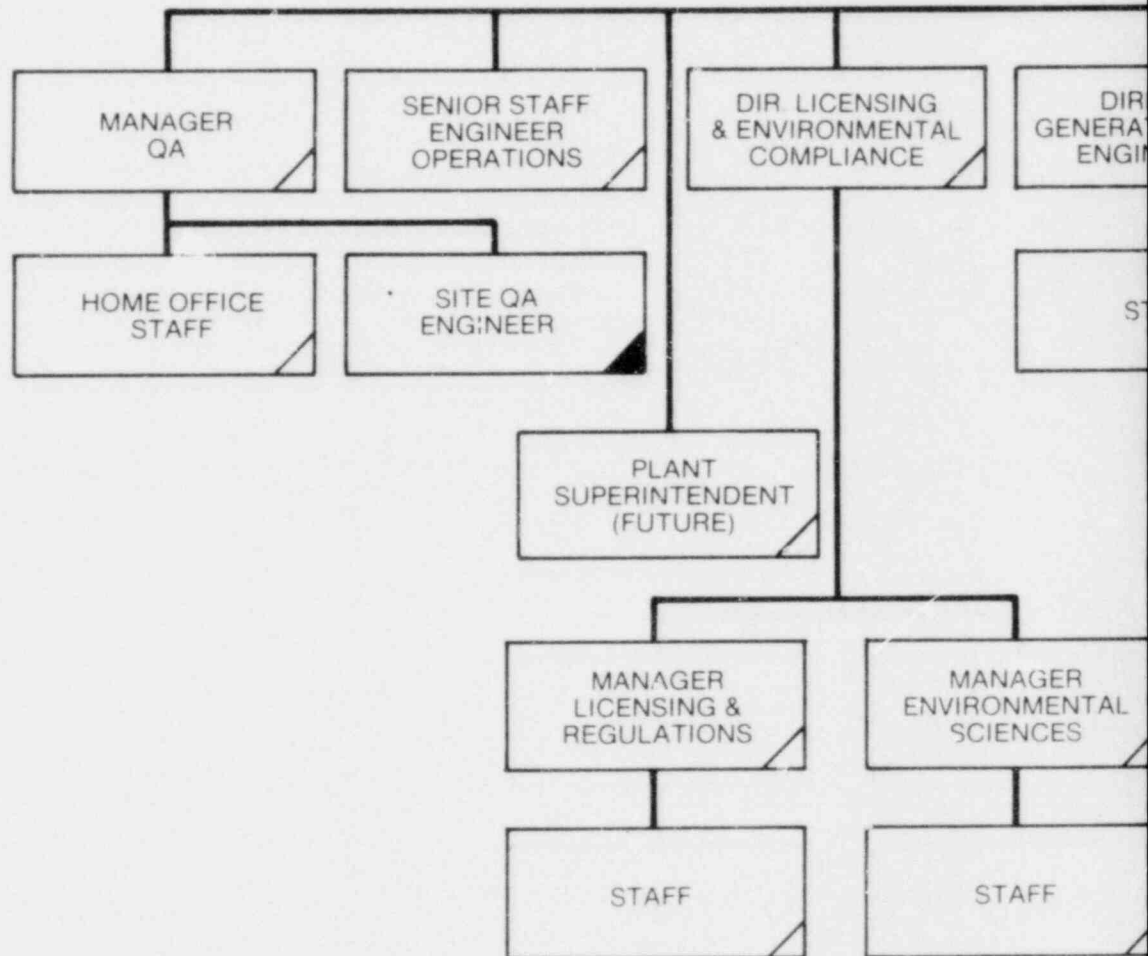 MANAGER
QA
SENIOR STAFF
ENGINEER
OPERATIONS
DIR. LICENSING
& ENVIRONMENTAL
COMPLIANCE
DIR
HOME OFFICE
STAFF
SITE QA
ENGINEER
PLANT
SUPERINTENDENT
(FUTURE)
MANAGER
LICENSING &
REGULATIONS
MANAGER
ENVIRONMENTAL
SCIENCES
STAFF
STAFF